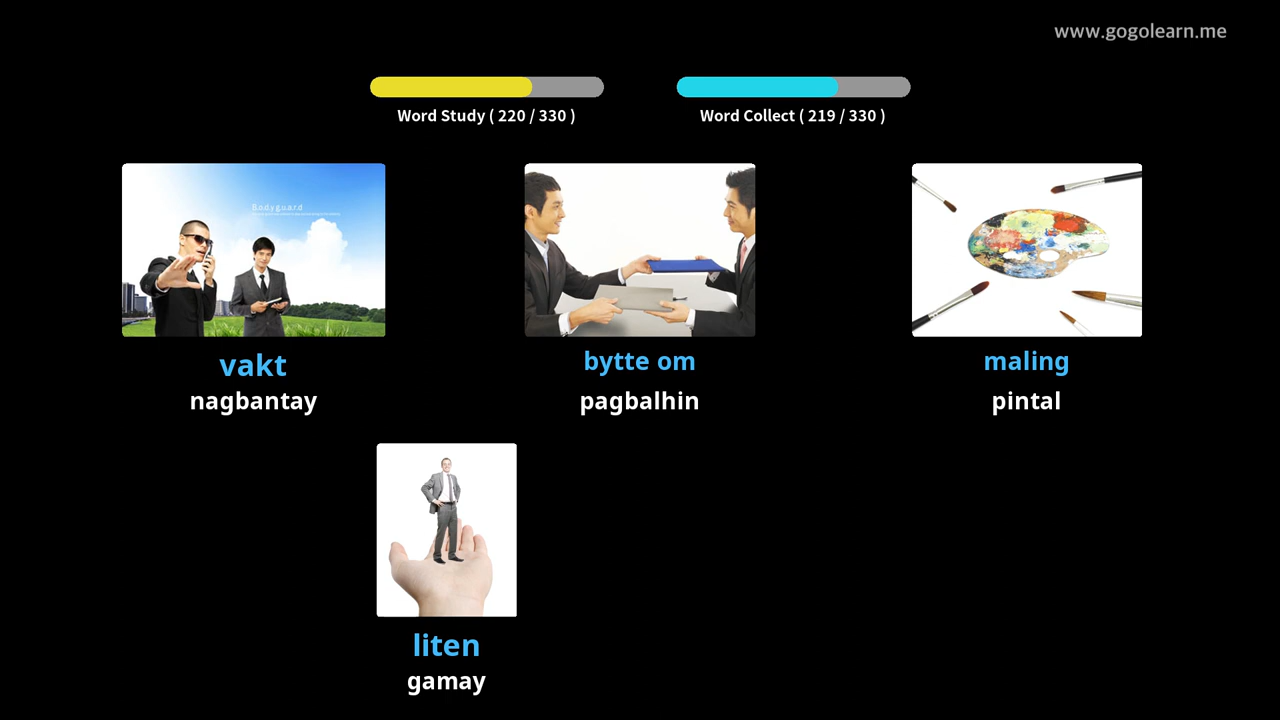 www.gogolearn.me
Word Study ( 220 / 330 )
Word Collect ( 219 / 330 )
Bodyguard
vakt
nagbantay
bytte om
pagbalhin
maling
pintal
liten
gamay